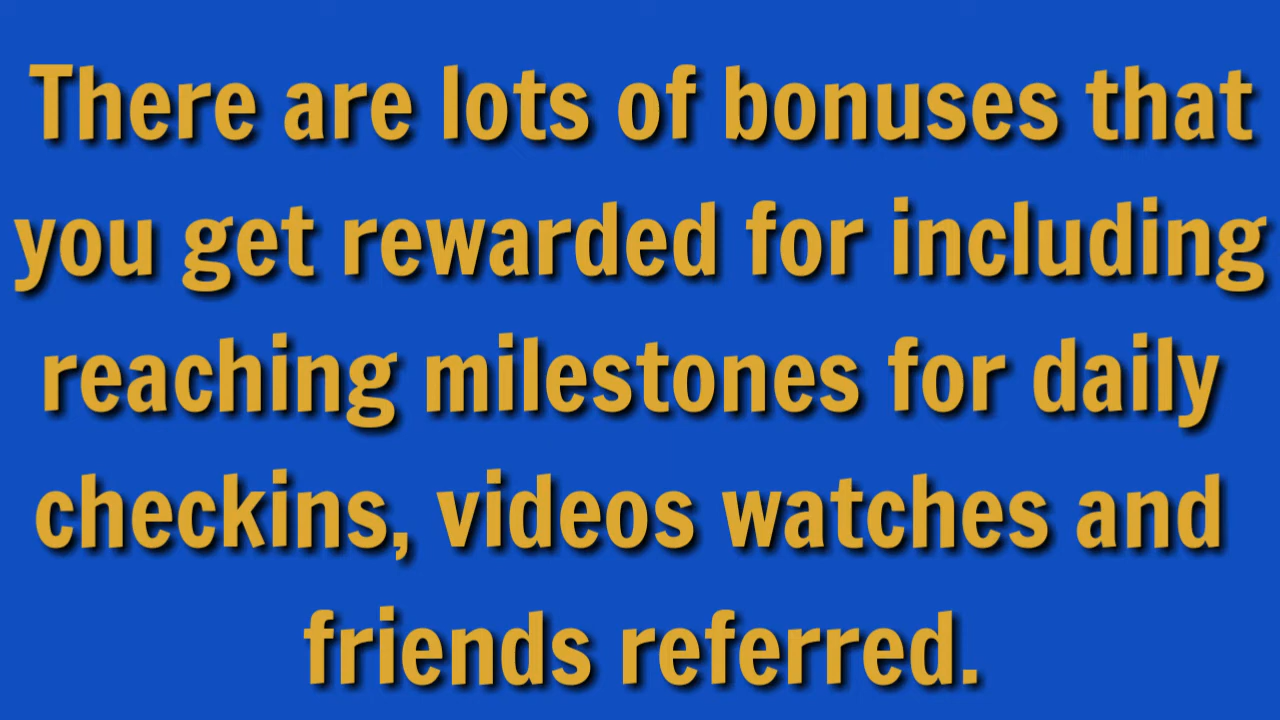 There are lots of bonuses that
you get rewarded for including
reaching milestones for daily
checkins, videos watches and
friends referred.